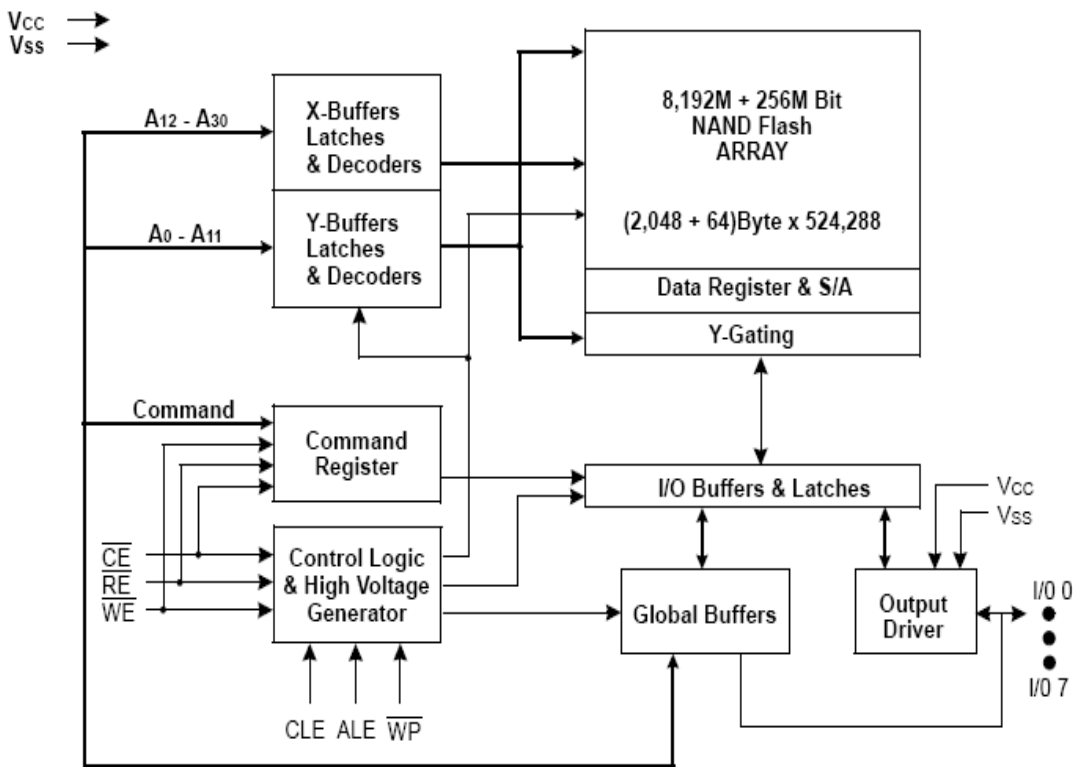 Vcc
Vss
A12 - A30
X-Buffers
Latches
& Decoders
A0 - A11
Y-Buffers
Latches
& Decoders
8,192M + 256M Bit
NAND Flash
ARRAY
(2,048 + 64)Byte x 524,288
Data Register & S/A
Y-Gating
Command
Command
Register
I/O Buffers & Latches
Vcc
Vss
CE
RE
WE
Control Logic
& High Voltage
Generator
Global Buffers
Output
Driver
I/0 0
I/0 7
CLE ALE WP